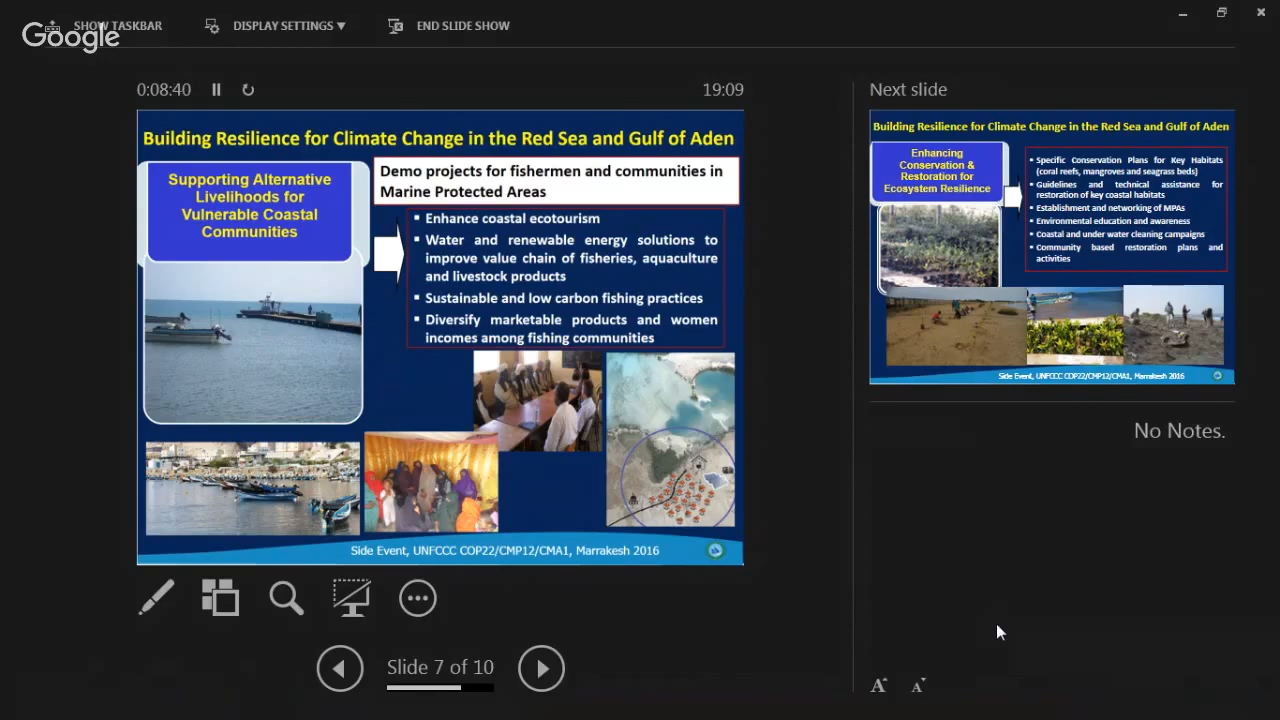 SHOW TASKBAR
DISPLAY SETTINGS ▼
END SLIDE SHOW
Google
0:08:40
19:09
Building Resilience for Climate Change in the Red Sea and Gulf of Aden
Supporting Alternative
Livelihoods for
Vulnerable Coastal
Communities
Demo projects for fishermen and communities in
Marine Protected Areas
▪ Enhance coastal ecotourism
▪ Water and renewable energy solutions to
improve value chain of fisheries, aquaculture
and livestock products
▪ Sustainable and low carbon fishing practices
▪ Diversify marketable products and women
incomes among fishing communities
Side Event, UNFCCC COP22/CMP12/CMA1, Marrakesh 2016
Slide 7 of 10
Next slide
Building Resilience for Climate Change in the Red Sea and Gulf of Aden
Enhancing
Conservation &
Restoration for
Ecosystem Resilience
▪ Specific Conservation Plans for Key Habitats
(coral reefs, mangroves and seagrass beds)
▪ Guidelines and technical assistance for
restoration of key coastal habitats
▪ Establishment and networking of MPAs
▪ Environmental education and awareness
▪ Coastal and under water cleaning campaigns
▪ Community based restoration plans and
activities
Side Event, UNFCCC COP22/CMP12/CMA1, Marrakesh 2016
No Notes.
A A